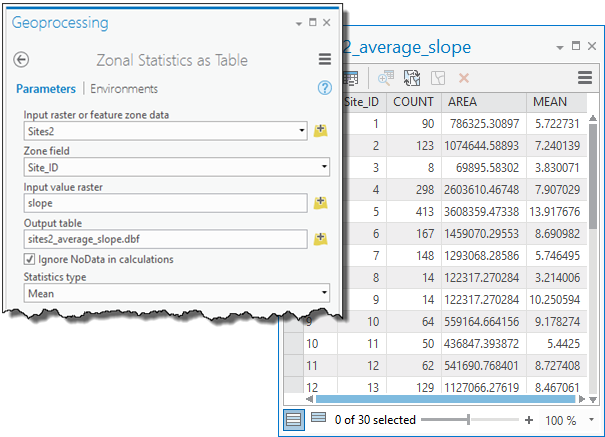 Geoprocessing
Zonal Statistics as Table
Parameters | Environments
?
Input raster or feature zone data
Sites2
Zone field
Site_ID
Input value raster
slope
Output table
sites2_average_slope.dbf
Ignore NoData in calculations
Statistics type
Mean
2_average_slope
Site_ID COUNT AREA MEAN
1 90 786325.30897 5.722731
2 123 1074644.58893 7.240139
3 8 69895.58302 3.830071
4 298 2603610.46748 7.907029
5 413 3608359.47338 13.917676
6 167 1459070.29553 8.690982
7 148 1293068.28586 5.746495
8 14 122317.270284 3.214006
9 14 122317.270284 10.250594
9 10 64 559164.664156 9.178274
10 11 50 436847.393872 5.4425
11 12 62 541690.768401 8.727408
12 13 129 1127066.27619 8.467061
0 of 30 selected
100 %